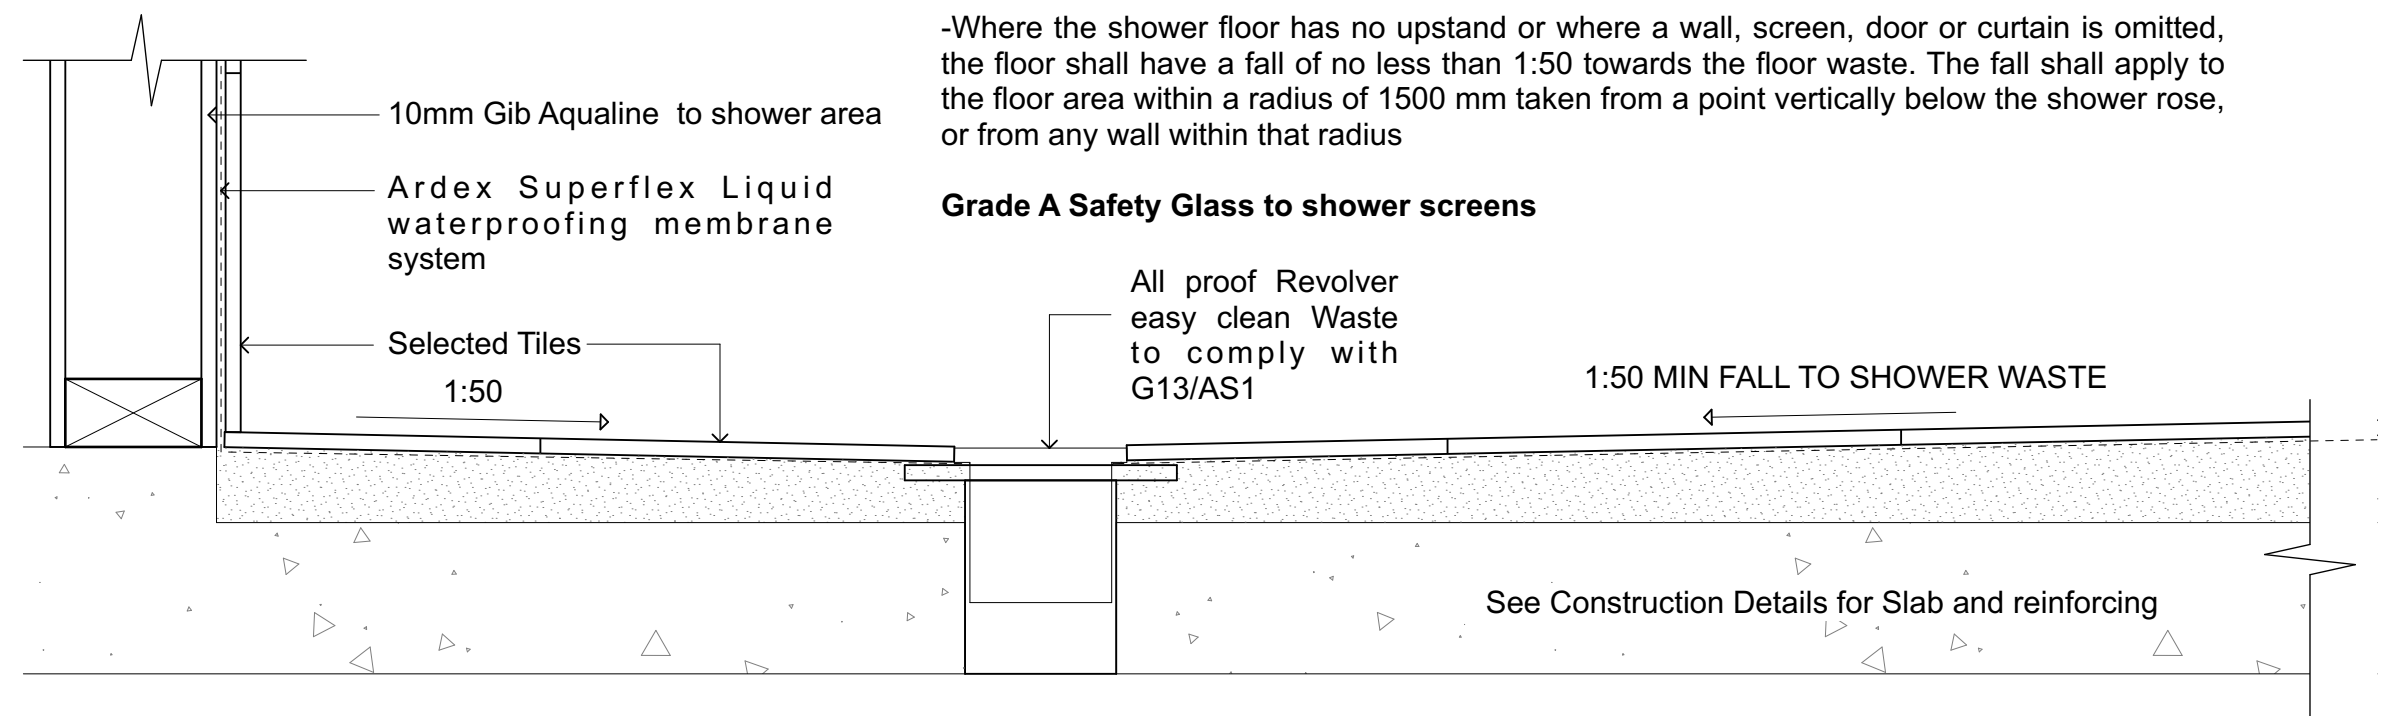 -Where the shower floor has no upstand or where a wall, screen, door or curtain is omitted,
the floor shall have a fall of no less than 1:50 towards the floor waste. The fall shall apply to
the floor area within a radius of 1500 mm taken from a point vertically below the shower rose,
or from any wall within that radius
Grade A Safety Glass to shower screens
10mm Gib Aqualine to shower area
Ardex Superflex Liquid
waterproofing membrane
system
Selected Tiles
1:50
All proof Revolver
easy clean Waste
to comply with
G13/AS1
1:50 MIN FALL TO SHOWER WASTE
See Construction Details for Slab and reinforcing